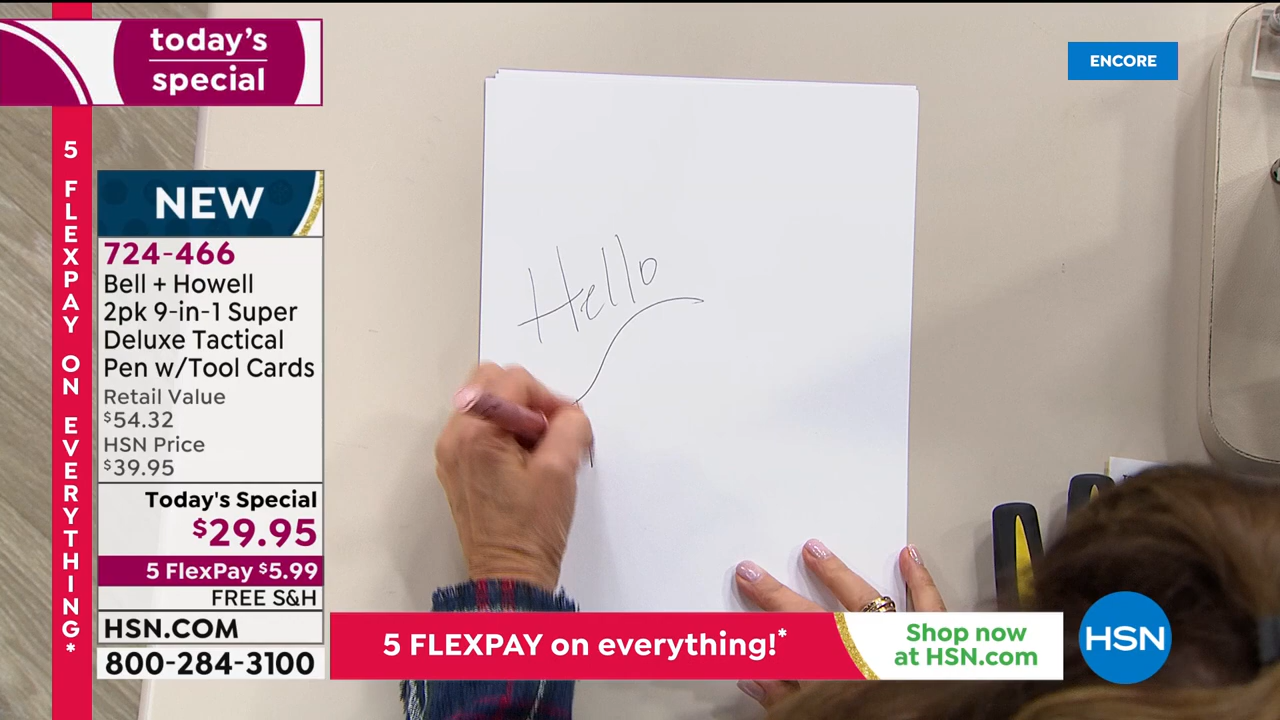 today's
special
ENCORE
5 FLEXPAY ON EVERYTHING*
NEW
724-466
Bell + Howell
2pk 9-in-1 Super
Deluxe Tactical
Pen w/Tool Cards
Retail Value
$54.32
HSN Price
$39.95
Today's Special
$29.95
5 FlexPay $5.99
FREE S&H
HSN.COM
800-284-3100
Hello
5 FLEXPAY on everything!*
Shop now
at HSN.com
HSN